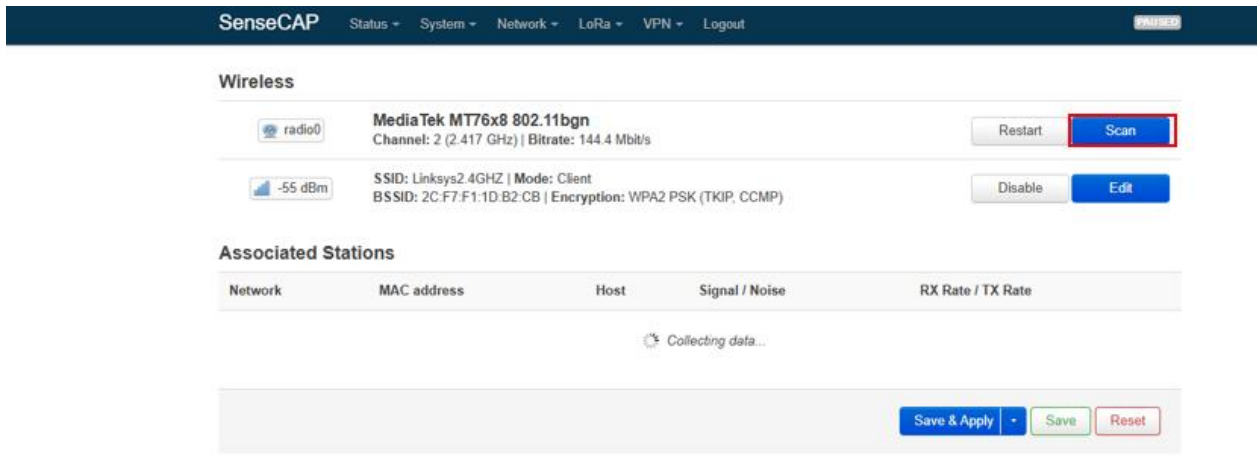 SenseCAP Status System Network LoRa VPN Logout PAUSED
Wireless
radio0
MediaTek MT76x8 802.11bgn
Channel: 2 (2.417 GHz) | Bitrate: 144.4 Mbit/s
Restart Scan
-55 dBm
SSID: Linksys2.4GHZ | Mode: Client
BSSID: 2C:F7:F1:1D:B2:CB | Encryption: WPA2 PSK (TKIP, CCMP)
Disable Edit
Associated Stations
Network MAC address Host Signal / Noise RX Rate / TX Rate
Collecting data...
Save & Apply Save Reset